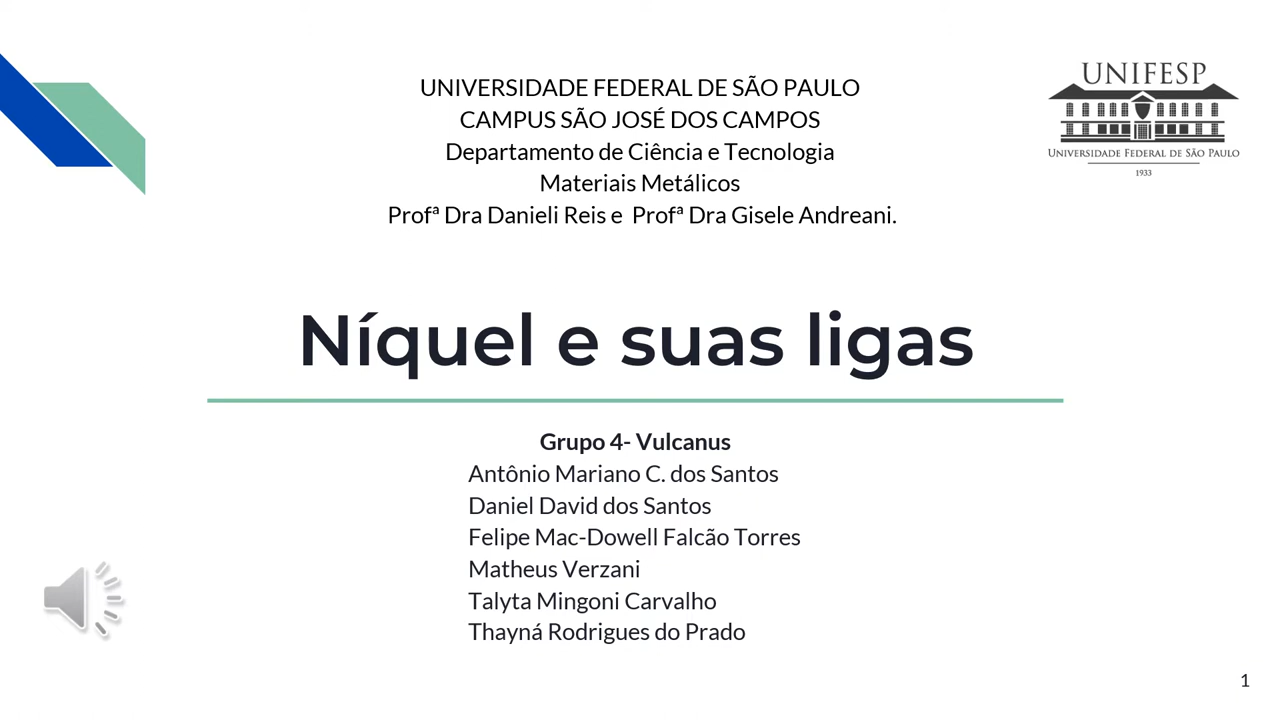 UNIVERSIDADE FEDERAL DE SÃO PAULO
CAMPUS SÃO JOSÉ DOS CAMPOS
Departamento de Ciência e Tecnologia
Materiais Metálicos
Profª Dra Danieli Reis e Profª Dra Gisele Andreani.
UNIFESP
UNIVERSIDADE FEDERAL DE SÃO PAULO
1933
Níquel e suas ligas
Grupo 4- Vulcanus
Antônio Mariano C. dos Santos
Daniel David dos Santos
Felipe Mac-Dowell Falcão Torres
Matheus Verzani
Talyta Mingoni Carvalho
Thayná Rodrigues do Prado
1